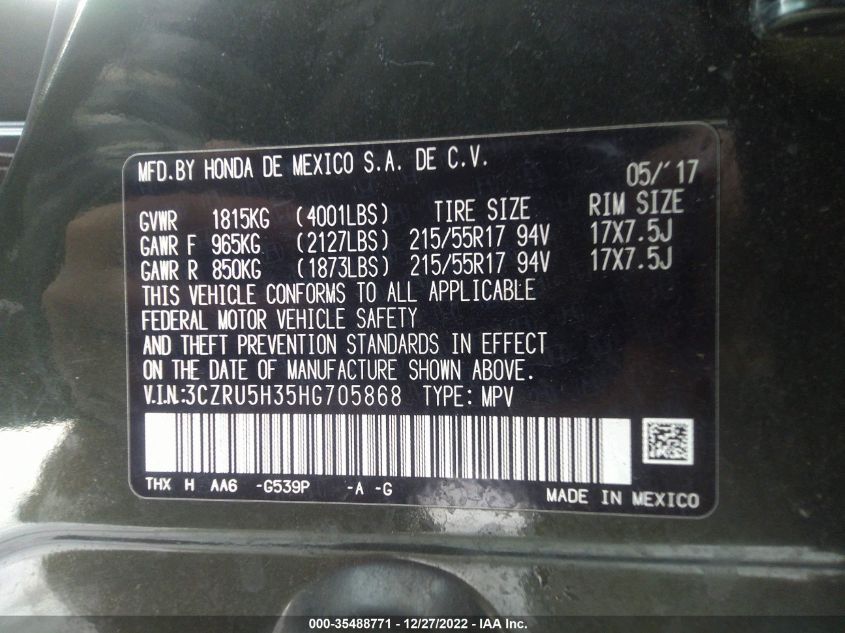 MFD.BY HONDA DE MEXICO S.A. DE C.V. 05/'17
GVWR 1815KG (4001LBS) TIRE SIZE RIM SIZE
GAWR F 965KG (2127LBS) 215/55R17 94V 17X7.5J
GAWR R 850KG (1873LBS) 215/55R17 94V 17X7.5J
THIS VEHICLE CONFORMS TO ALL APPLICABLE
FEDERAL MOTOR VEHICLE SAFETY
AND THEFT PREVENTION STANDARDS IN EFFECT
ON THE DATE OF MANUFACTURE SHOWN ABOVE.
V.I.N.:3CZRU5H35HG705868 TYPE: MPV
THX H AA6 -G539P -A -G MADE IN MEXICO
000-35488771 - 12/27/2022 - IAA Inc.